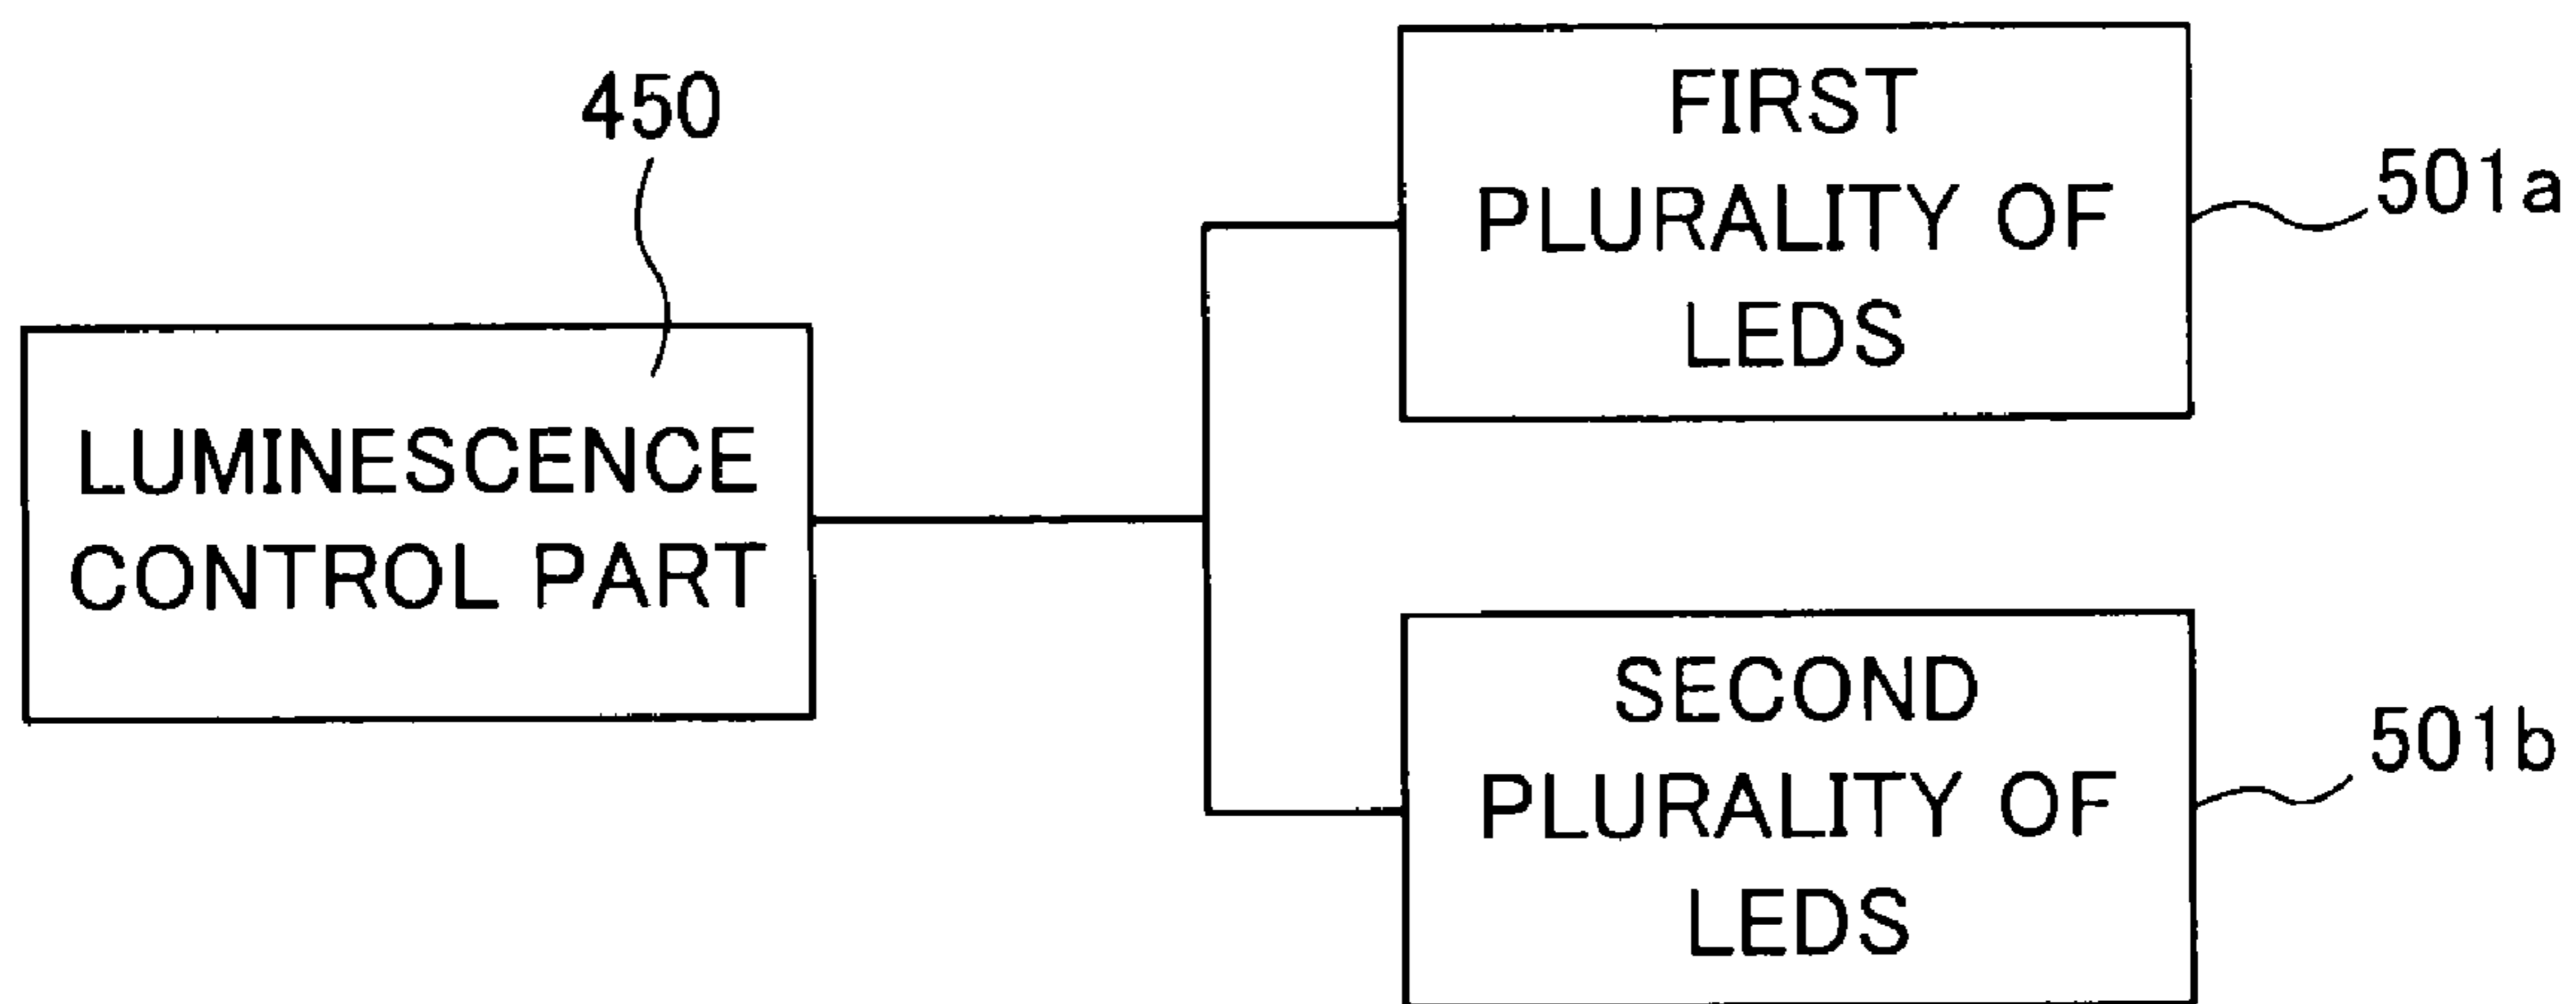 450
LUMINESCENCE
CONTROL PART
FIRST
PLURALITY OF
LEDS
501a
SECOND
PLURALITY OF
LEDS
501b